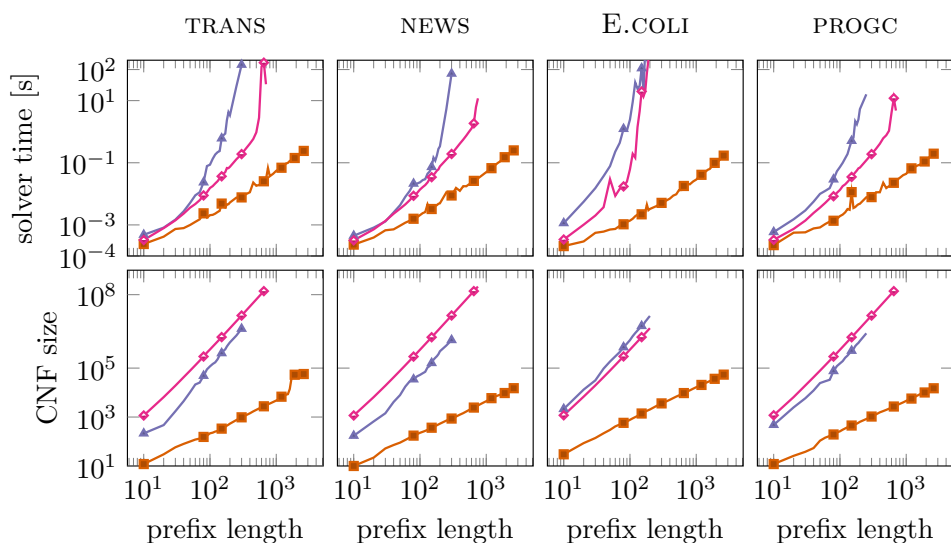 TRANS NEWS E.COLI PROGC
solver time [s]
10^2
10^1
10^-1
10^-3
10^-4
CNF size
10^8
10^5
10^3
10^1
10^1 10^2 10^3 10^1 10^2 10^3 10^1 10^2 10^3 10^1 10^2 10^3
prefix length prefix length prefix length prefix length